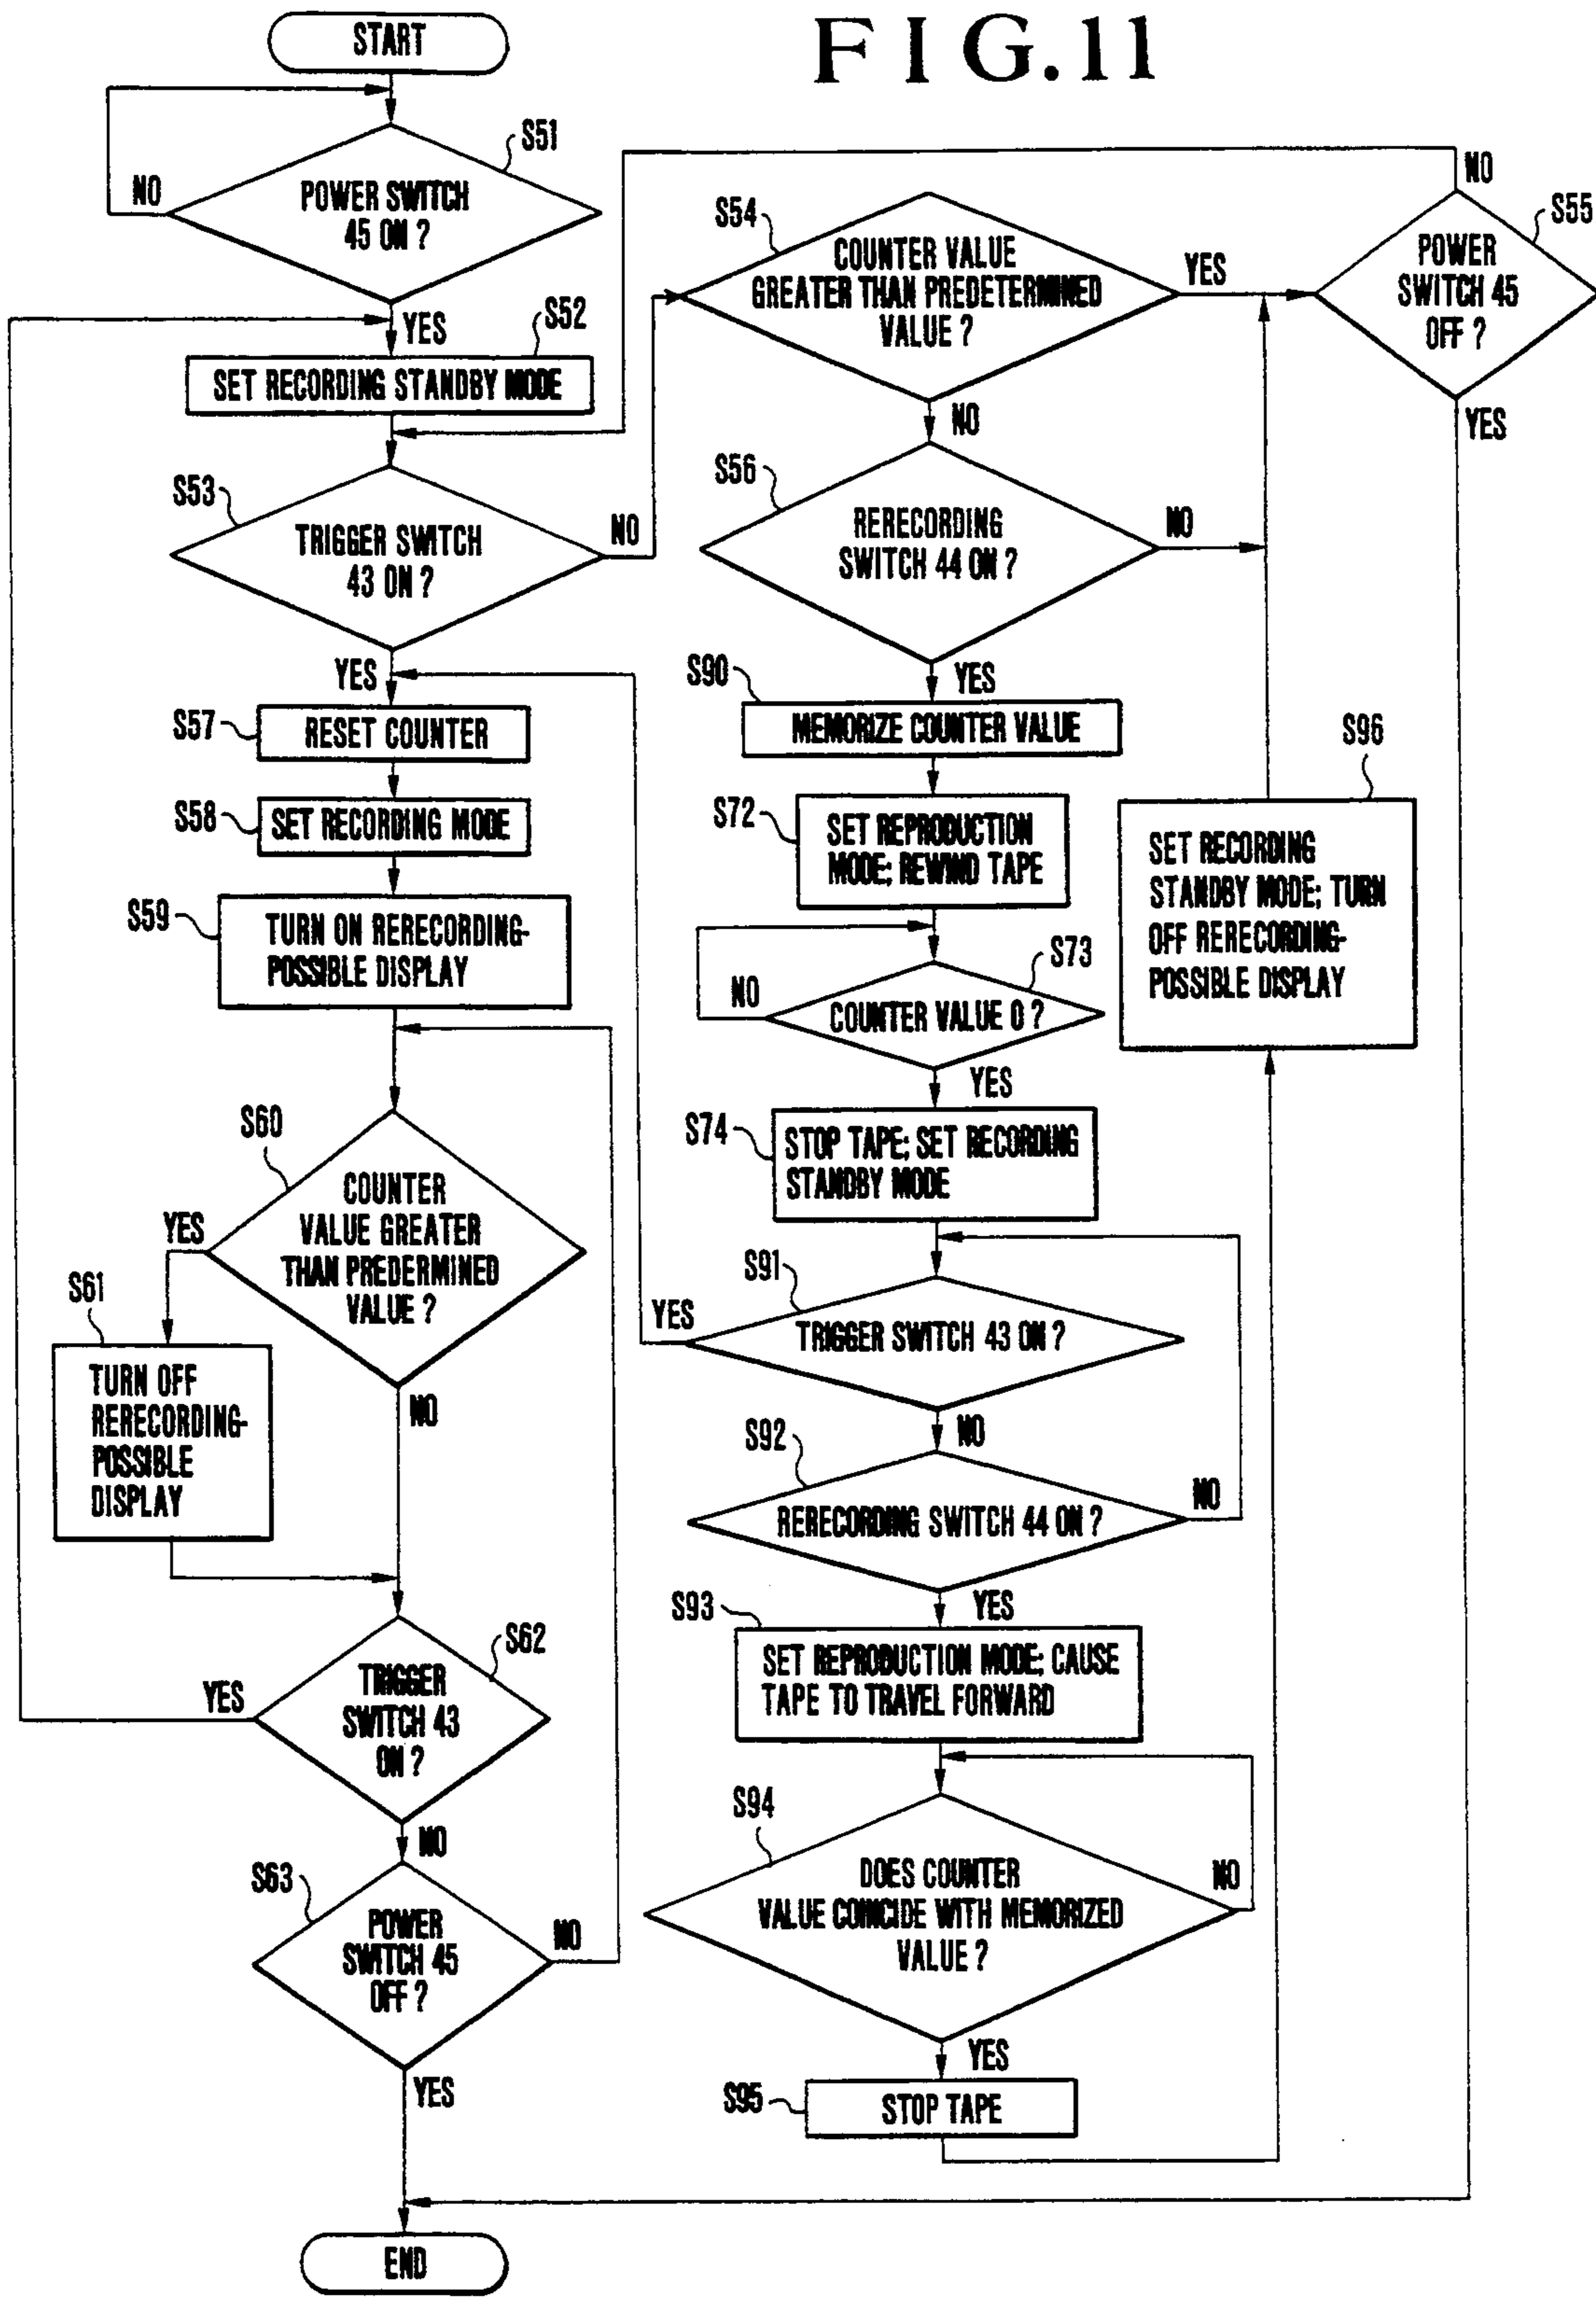 FIG.11
START
S51
NO
POWER SWITCH
45 ON ?
YES
S52
SET RECORDING STANDBY MODE
S53
TRIGGER SWITCH
43 ON ?
NO
YES
S57
RESET COUNTER
S58
SET RECORDING MODE
S59
TURN ON RERECORDING-
POSSIBLE DISPLAY
S60
COUNTER
VALUE GREATER
THAN PREDERMINED
VALUE ?
YES
NO
S61
TURN OFF
RERECORDING-
POSSIBLE
DISPLAY
S62
TRIGGER
SWITCH 43
ON ?
YES
NO
S63
POWER
SWITCH 45
OFF ?
NO
YES
END
S54
COUNTER VALUE
GREATER THAN PREDETERMINED
VALUE ?
YES
NO
S55
POWER
SWITCH 45
OFF ?
NO
YES
S56
RERECORDING
SWITCH 44 ON ?
NO
YES
S90
MEMORIZE COUNTER VALUE
S72
SET REPRODUCTION
MODE; REWIND TAPE
S73
COUNTER VALUE 0 ?
NO
YES
S74
STOP TAPE; SET RECORDING
STANDBY MODE
S91
TRIGGER SWITCH 43 ON ?
YES
NO
S92
RERECORDING SWITCH 44 ON ?
NO
YES
S93
SET REPRODUCTION MODE; CAUSE
TAPE TO TRAVEL FORWARD
S94
DOES COUNTER
VALUE COINCIDE WITH MEMORIZED
VALUE ?
NO
YES
S95
STOP TAPE
S96
SET RECORDING
STANDBY MODE; TURN
OFF RERECORDING-
POSSIBLE DISPLAY